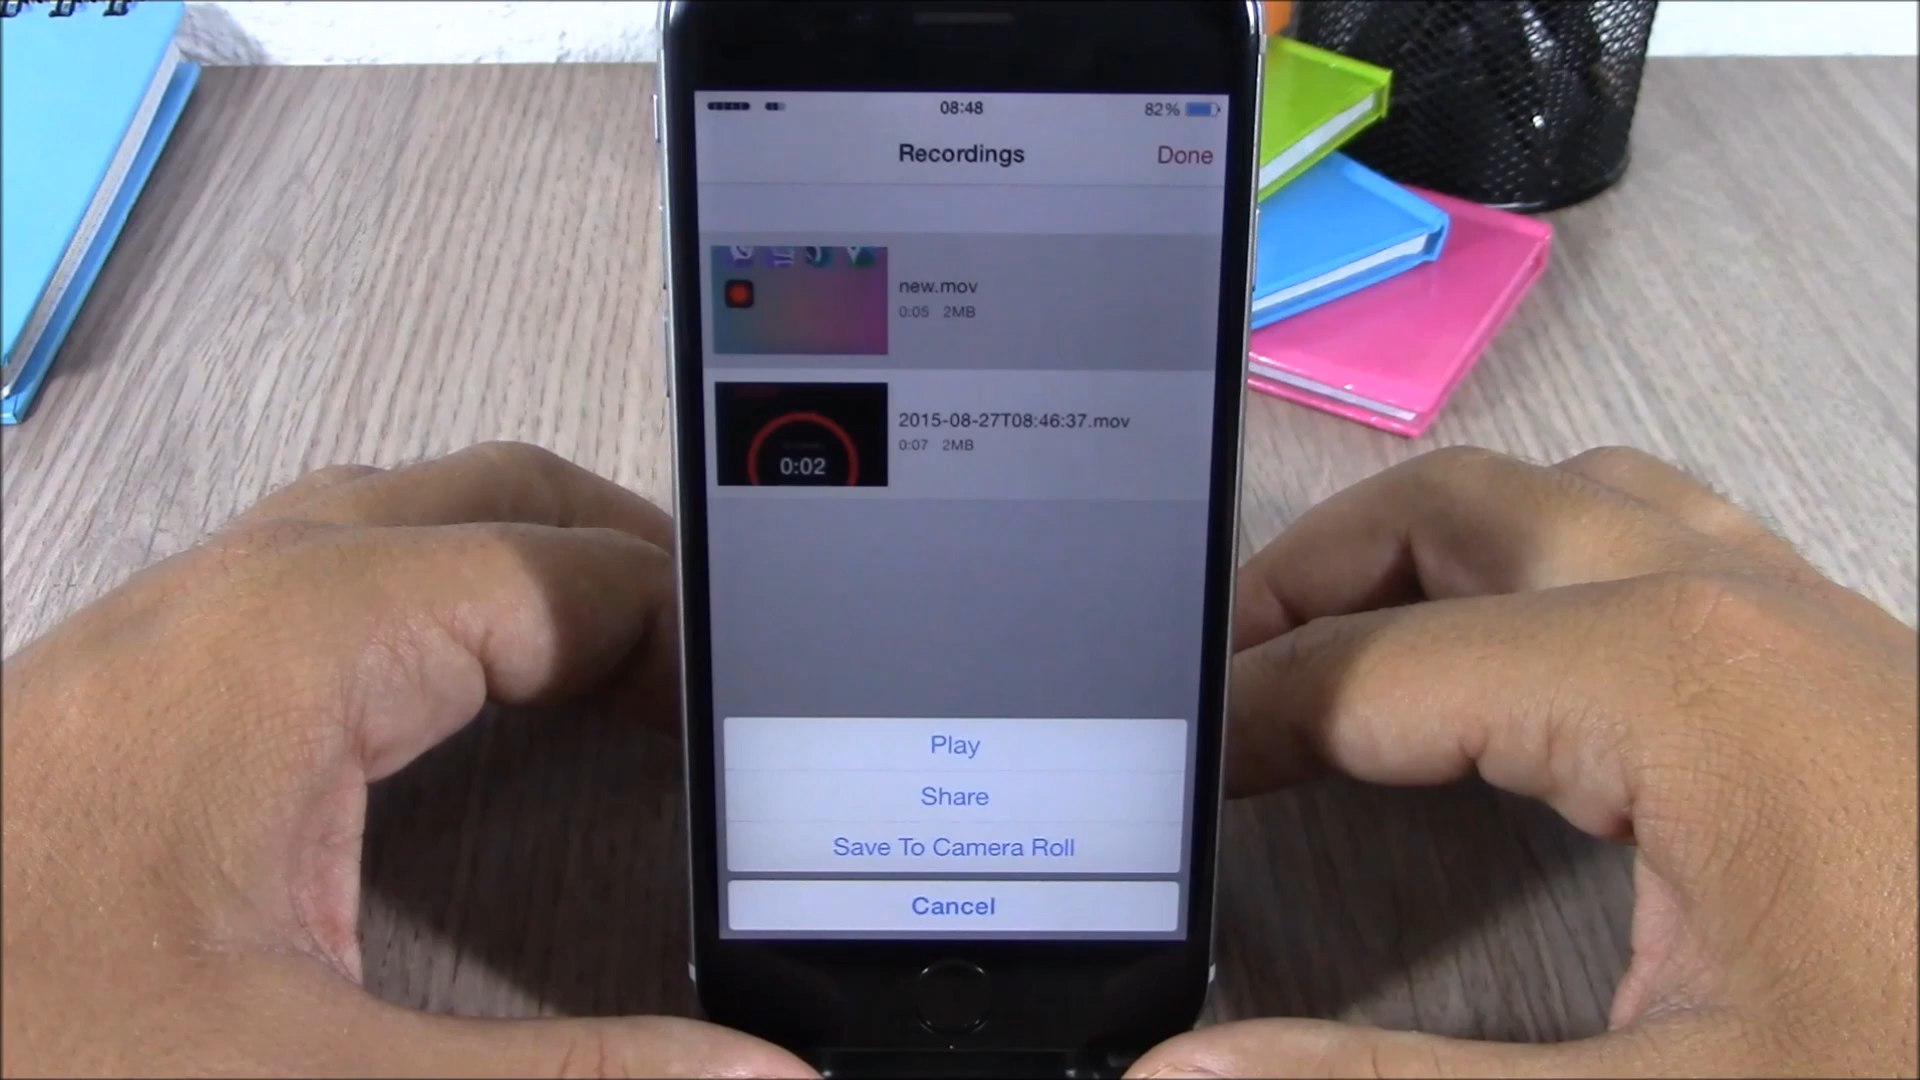 08:48
82%
Recordings
Done
new.mov
0:05 2MB
2015-08-27T08:46:37.mov
0:07 2MB
0:02
Play
Share
Save To Camera Roll
Cancel